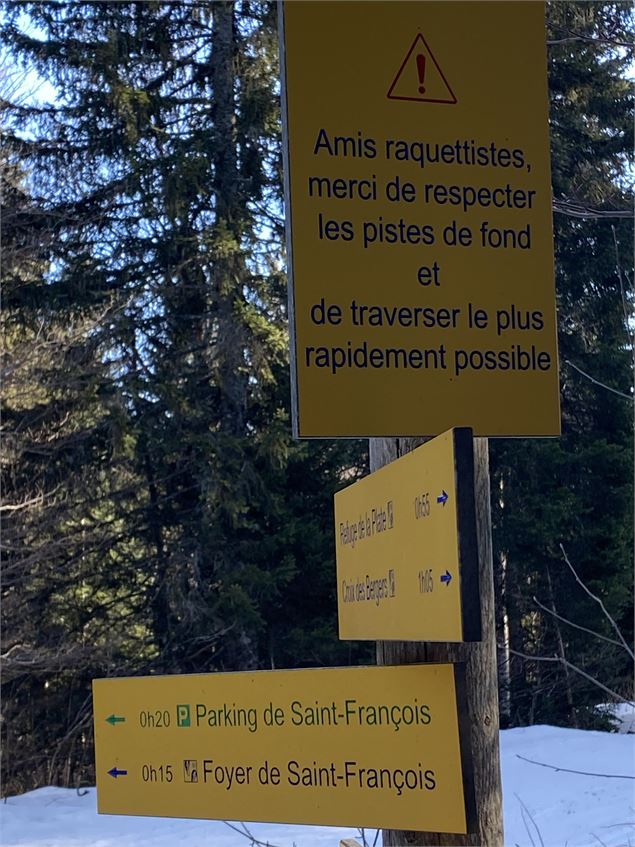 Amis raquettistes,
merci de respecter
les pistes de fond
et
de traverser le plus
rapidement possible
Refuge de la Plate 0h55
Croix des Bergers 1h05
0h20 P Parking de Saint-François
0h15 Foyer de Saint-François